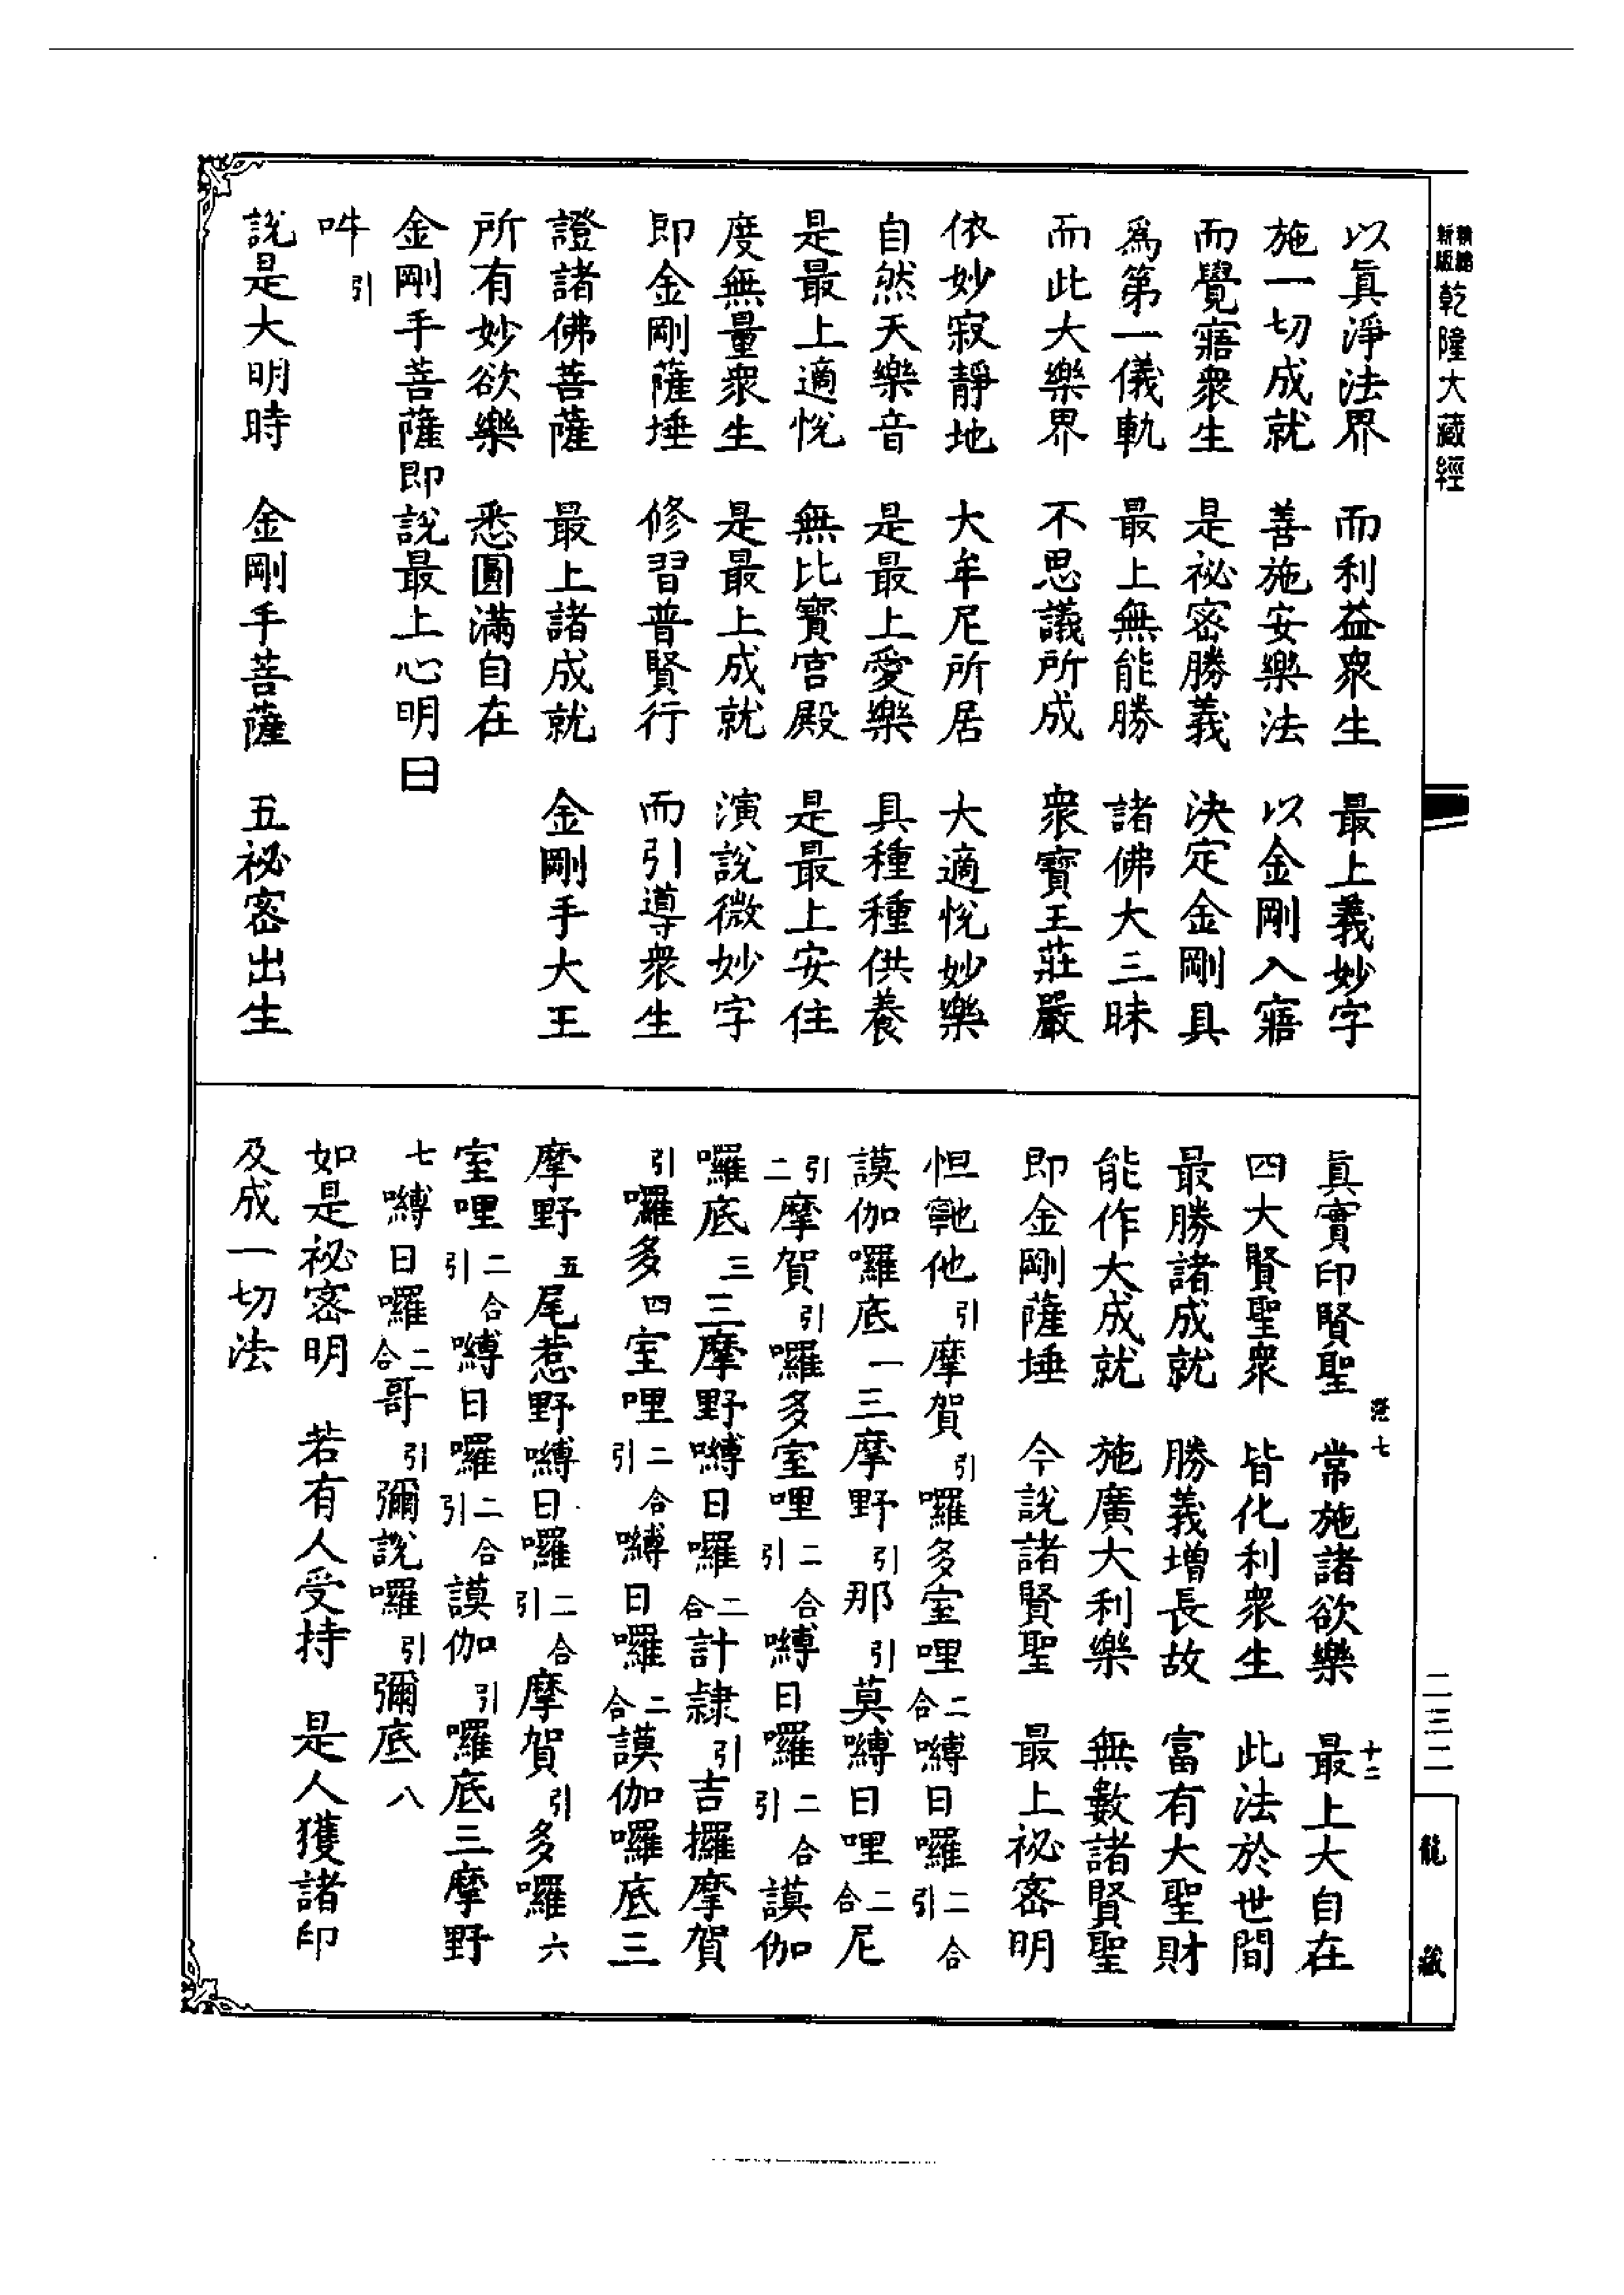 乾隆大藏經
以眞淨法界　而利益衆生　最上義妙字
施一切成就　善施安樂法　以金剛入寤
而覺寤衆生　是祕密勝義　決定金剛具
爲第一儀軌　最上無能勝　諸佛大三昧
而此大樂界　不思議所成　衆寶王莊嚴
依妙寂靜地　大牟尼所居　大適悅妙樂
自然天樂音　是最上愛樂　具種種供養
是最上適悅　無比寶宮殿　是最上安住
度無量衆生　是最上成就　演說微妙字
即金剛薩埵　修習普賢行　而引導衆生
證諸佛菩薩　最上諸成就　金剛手大王
所有妙欲樂　悉圓滿自在
金剛手菩薩即說最上心明曰
吽引
說是大明時　金剛手菩薩　五祕密出生
眞實印賢聖　常施諸欲樂　最上大自在
四大賢聖衆　皆化利衆生　此法於世間
最勝諸成就　勝義增長故　富有大聖財
能作大成就　施廣大利樂　無數諸賢聖
即金剛薩埵　今說諸賢聖　最上祕密明
怛䭾他引摩賀引囉多室哩二合嚩日囉二合引
謨伽囉底一三摩野引那引莫嚩日哩二合尼
引二摩賀引囉多室哩二合引嚩日囉二合引謨伽
囉底三三摩野嚩日囉二合計隷引吉攞摩賀
引囉多四室哩二合引嚩日囉二合謨伽囉底三
摩野五尾惹野嚩日囉二合引摩賀引多囉六
室哩二合引嚩日囉二合引謨伽引囉底三摩野
七嚩日囉二合哥引彌說囉引彌底八
如是祕密明　若有人受持　是人獲諸印
及成一切法
七
十二
二三二
龍藏